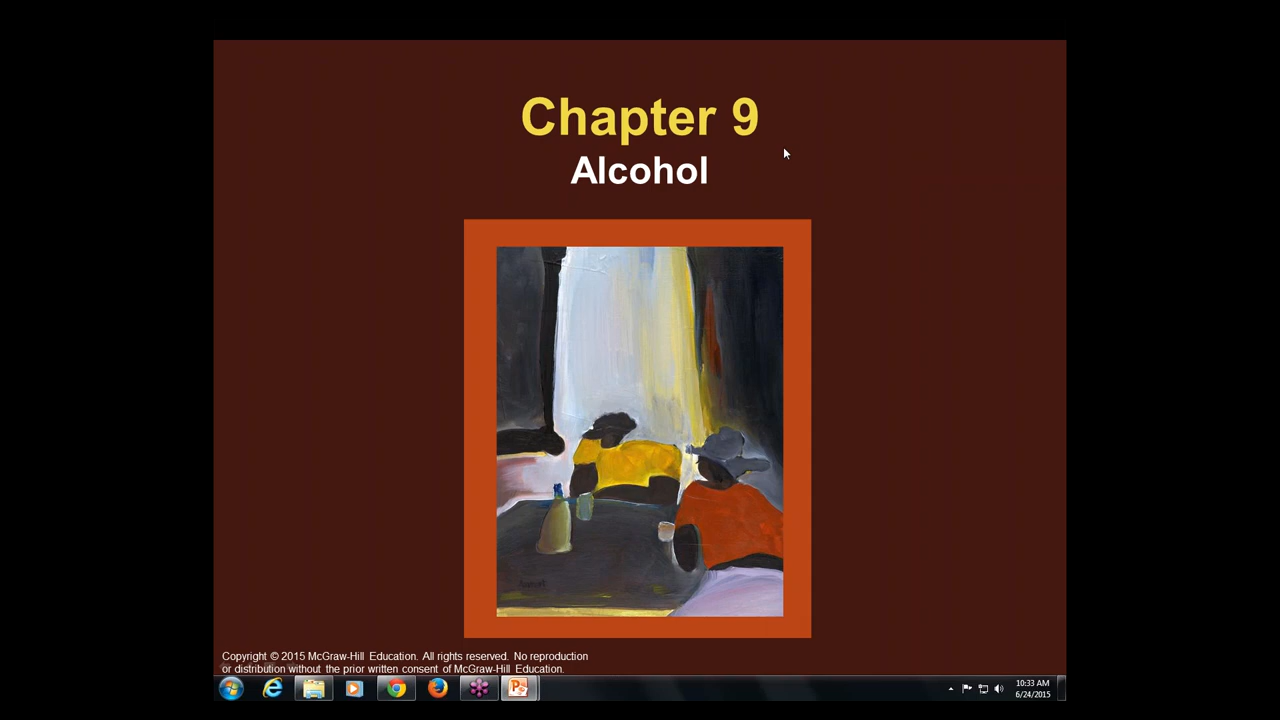 Chapter 9
Alcohol
Copyright © 2015 McGraw-Hill Education. All rights reserved. No reproduction
or distribution without the prior written consent of McGraw-Hill Education.
10:33 AM
6/24/2015